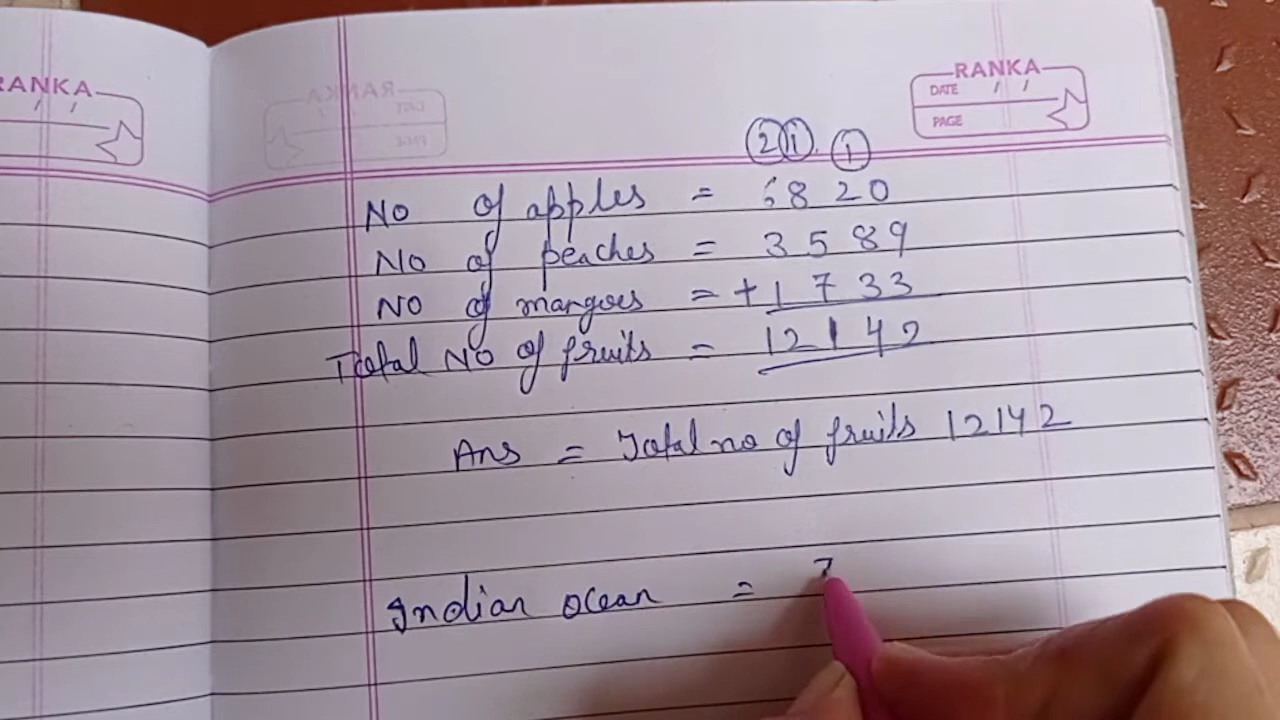 RANKA
RANKA
DATE / /
PAGE
2 1 1
No of apples = 6820
No of peaches = 3589
No of mangoes = + 1733
Total No of fruits = 12142
Ans = Total no of fruits 12142
Indian ocean = 7